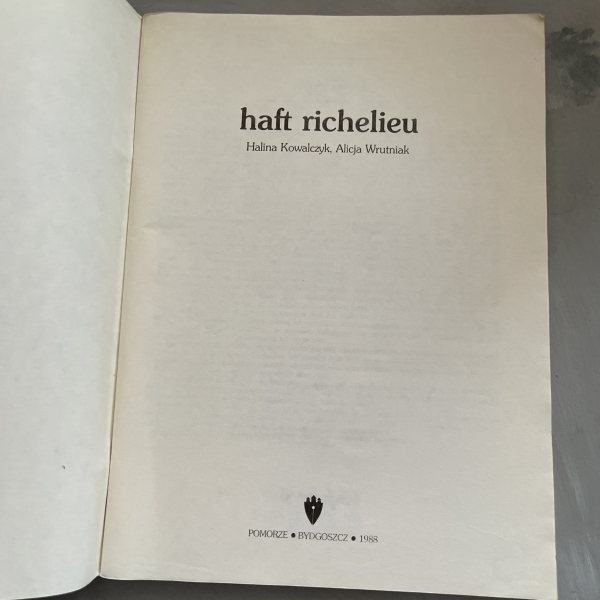 haft richelieu
Halina Kowalczyk, Alicja Wrutniak
POMORZE ● BYDGOSZCZ ● 1988